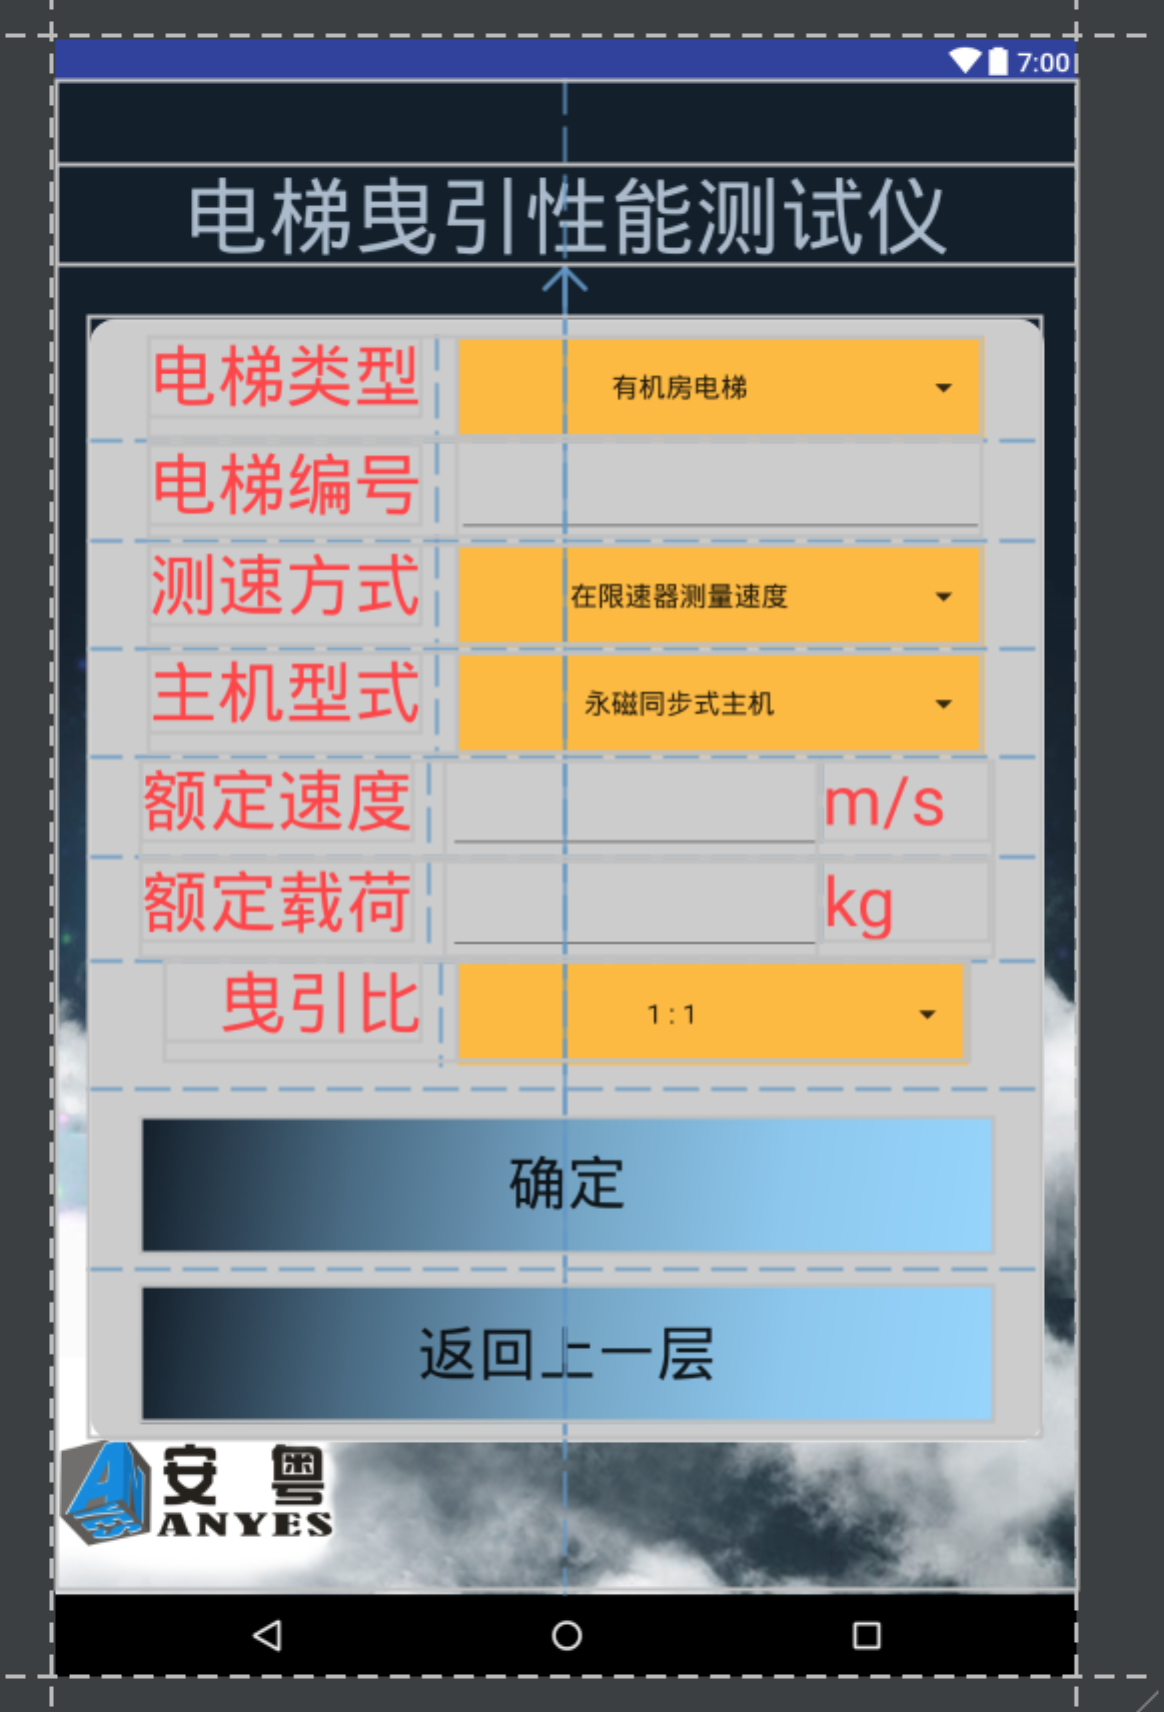 7:00
电梯曳引性能测试仪
电梯类型 有机房电梯
电梯编号
测速方式 在限速器测量速度
主机型式 永磁同步式主机
额定速度 m/s
额定载荷 kg
曳引比 1 : 1
确定
返回上一层
安粤
ANYES